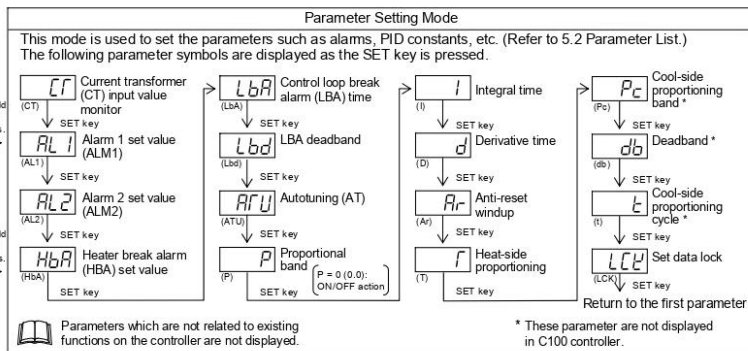 Parameter Setting Mode
This mode is used to set the parameters such as alarms, PID constants, etc. (Refer to 5.2 Parameter List.)
The following parameter symbols are displayed as the SET key is pressed.
CT
(CT)
Current transformer
(CT) input value
monitor
SET key
AL1
(AL1)
Alarm 1 set value
(ALM1)
SET key
AL2
(AL2)
Alarm 2 set value
(ALM2)
SET key
HbA
(HbA)
Heater break alarm
(HBA) set value
SET key
LbA
(LbA)
Control loop break
alarm (LBA) time
SET key
Lbd
(Lbd)
LBA deadband
SET key
ATU
(ATU)
Autotuning (AT)
SET key
P
(P)
Proportional
band
P = 0 (0.0):
ON/OFF action
SET key
I
(I)
Integral time
SET key
d
(D)
Derivative time
SET key
Ar
(Ar)
Anti-reset
windup
SET key
T
(T)
Heat-side
proportioning
SET key
Pc
(Pc)
Cool-side
proportioning
band *
SET key
db
(db)
Deadband *
SET key
t
(t)
Cool-side
proportioning
cycle *
SET key
LCK
(LCK)
Set data lock
SET key
Return to the first parameter
Parameters which are not related to existing
functions on the controller are not displayed.
* These parameter are not displayed
in C100 controller.